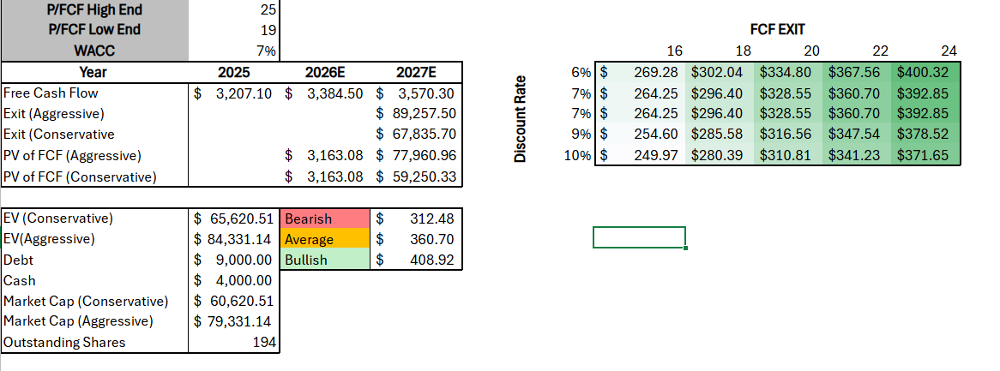 P/FCF High End 25
P/FCF Low End 19
WACC 7%
Year 2025 2026E 2027E
Free Cash Flow $ 3,207.10 $ 3,384.50 $ 3,570.30
Exit (Aggressive) $ 89,257.50
Exit (Conservative $ 67,835.70
PV of FCF (Aggressive) $ 3,163.08 $ 77,960.96
PV of FCF (Conservative) $ 3,163.08 $ 59,250.33
EV (Conservative) $ 65,620.51 Bearish $ 312.48
EV(Aggressive) $ 84,331.14 Average $ 360.70
Debt $ 9,000.00 Bullish $ 408.92
Cash $ 4,000.00
Market Cap (Conservative) $ 60,620.51
Market Cap (Aggressive) $ 79,331.14
Outstanding Shares 194
FCF EXIT
16 18 20 22 24
Discount Rate
6% $ 269.28 $302.04 $334.80 $367.56 $400.32
7% $ 264.25 $296.40 $328.55 $360.70 $392.85
7% $ 264.25 $296.40 $328.55 $360.70 $392.85
9% $ 254.60 $285.58 $316.56 $347.54 $378.52
10% $ 249.97 $280.39 $310.81 $341.23 $371.65